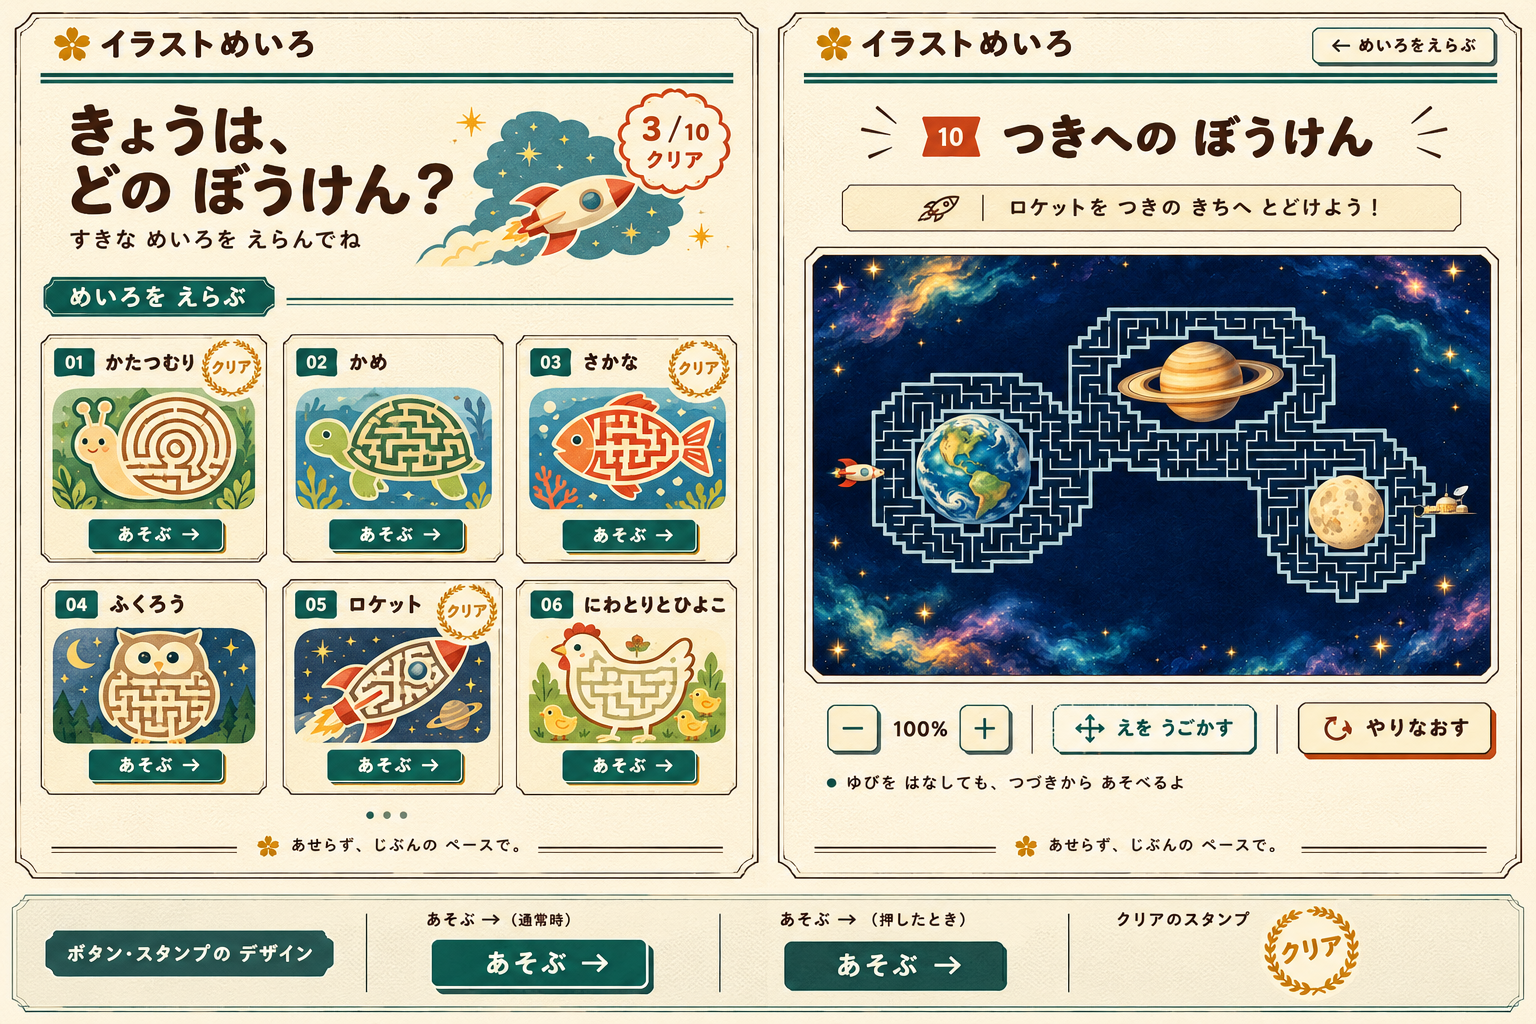 イラストめいろ
きょうは、
どの ぼうけん?
すきな めいろを えらんでね
3/10
クリア
めいろを えらぶ
01 かたつむり クリア
あそぶ →
02 かめ
あそぶ →
03 さかな クリア
あそぶ →
04 ふくろう
あそぶ →
05 ロケット クリア
あそぶ →
06 にわとりとひよこ
あそぶ →
あせらず、じぶんの ペースで。
イラストめいろ
← めいろをえらぶ
10 つきへの ぼうけん
ロケットを つきの きちへ とどけよう！
− 100% +
えを うごかす
やりなおす
ゆびを はなしても、つづきから あそべるよ
あせらず、じぶんの ペースで。
ボタン・スタンプの デザイン
あそぶ → （通常時）
あそぶ →
あそぶ → （押したとき）
あそぶ →
クリアのスタンプ
クリア